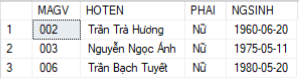 MAGV HOTEN PHAI NGSINH
1 002 Trần Trà Hương Nữ 1960-06-20
2 003 Nguyễn Ngọc Ánh Nữ 1975-05-11
3 006 Trần Bạch Tuyết Nữ 1980-05-20